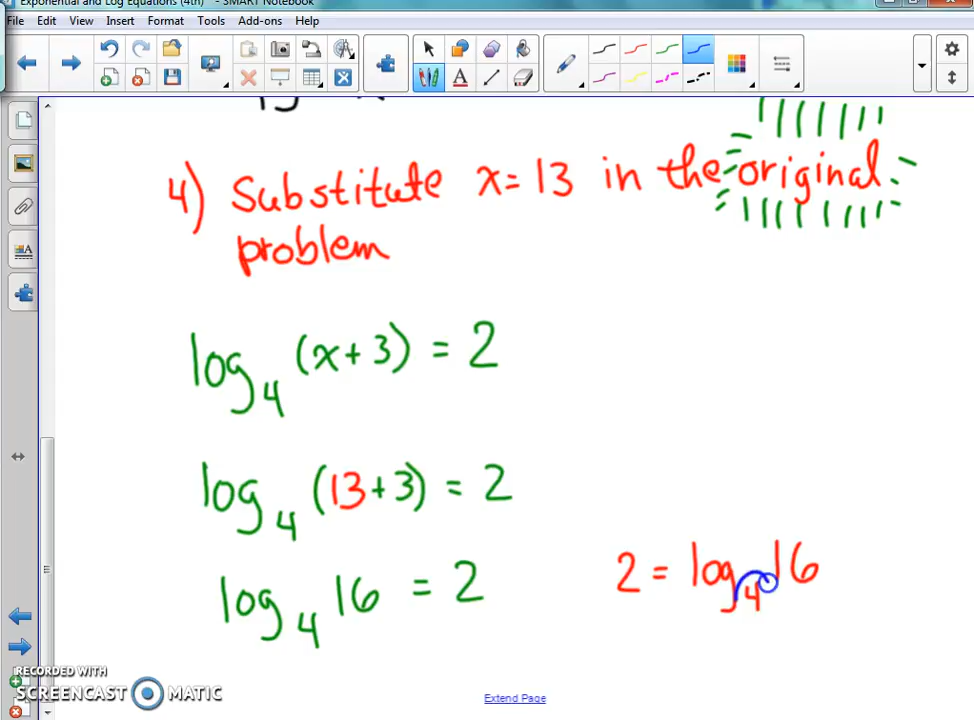 Exponential and Log Equations (4th) - SMART Notebook
File Edit View Insert Format Tools Add-ons Help
4) Substitute x=13 in the original
problem
log₄ (x+3) = 2
log₄ (13+3) = 2
log₄ 16 = 2
2 = log₄ 16
RECORDED WITH
SCREENCAST MATIC
Extend Page